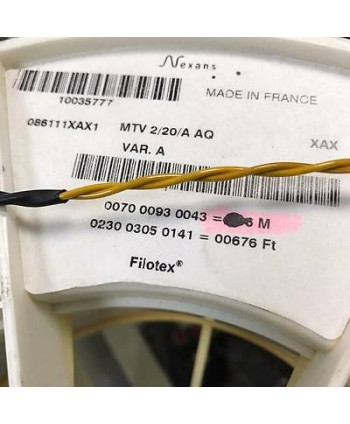 Nexans
10035777
MADE IN FRANCE
086111XAX1 MTV 2/20/A AQ
VAR. A
XAX
0070 0093 0043 = 6 M
0230 0305 0141 = 00676 Ft
Filotex®